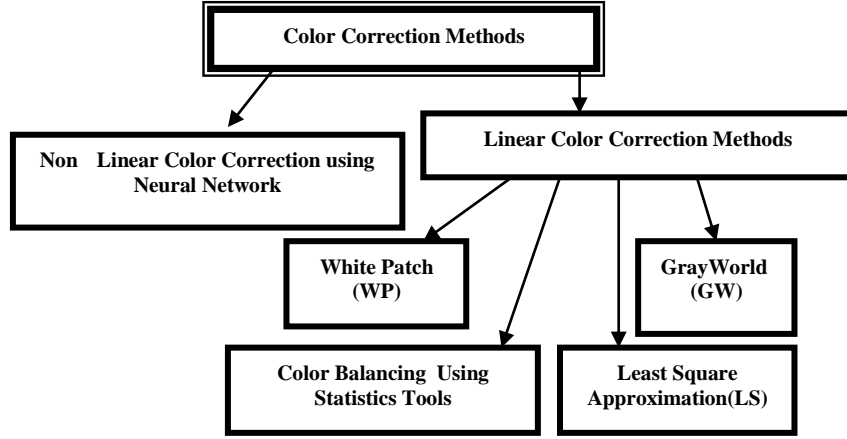 Color Correction Methods
Linear Color Correction Methods
Non Linear Color Correction using
Neural Network
White Patch
(WP)
GrayWorld
(GW)
Color Balancing Using
Statistics Tools
Least Square
Approximation(LS)